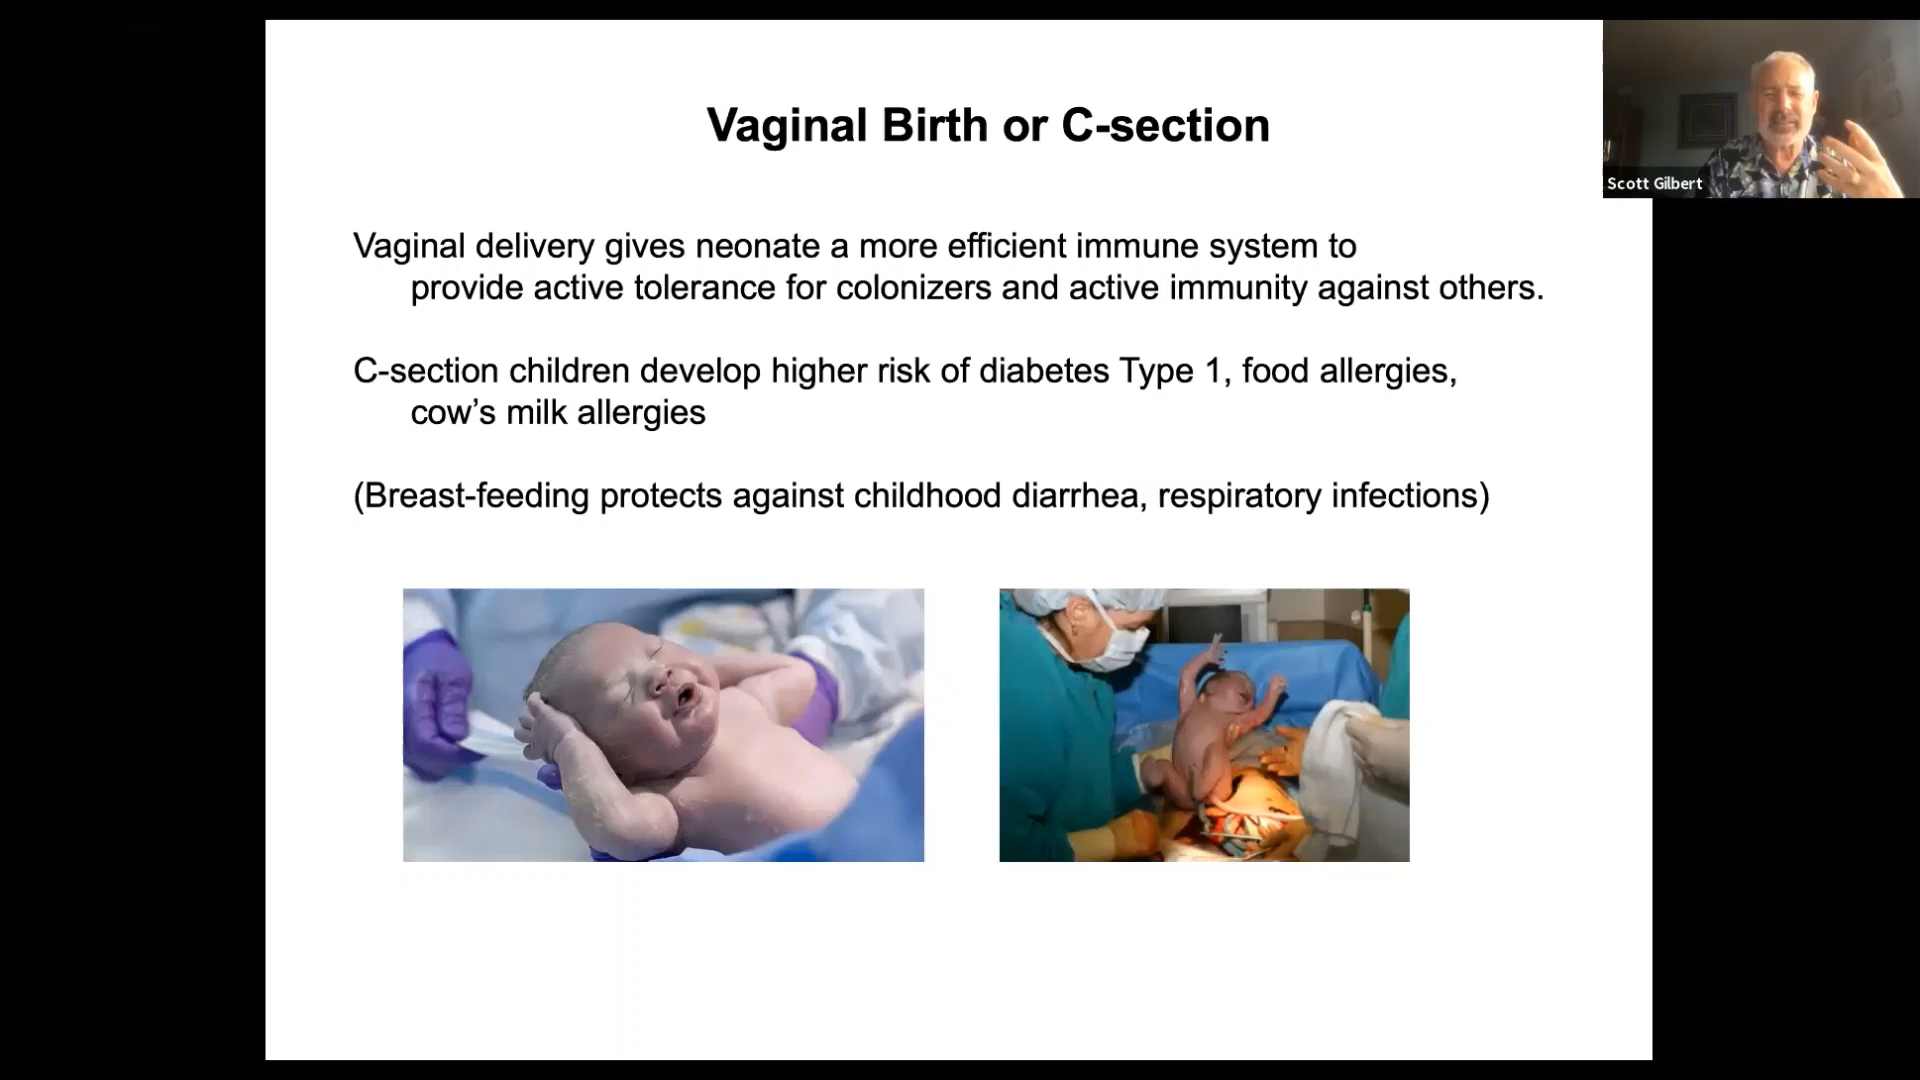 Vaginal Birth or C-section
Scott Gilbert
Vaginal delivery gives neonate a more efficient immune system to
provide active tolerance for colonizers and active immunity against others.
C-section children develop higher risk of diabetes Type 1, food allergies,
cow’s milk allergies
(Breast-feeding protects against childhood diarrhea, respiratory infections)